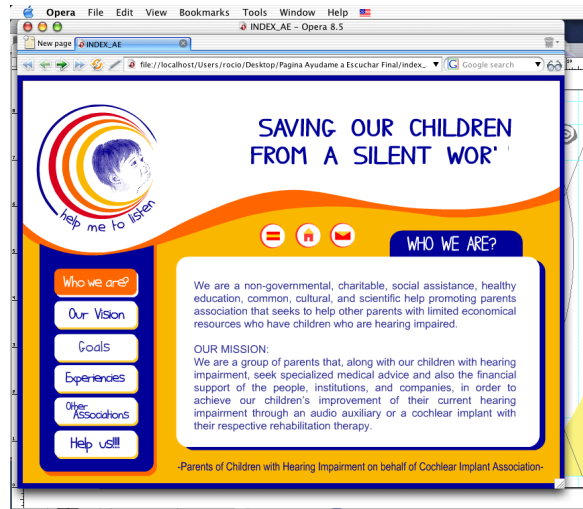 Opera File Edit View Bookmarks Tools Window Help
INDEX_AE - Opera 8.5
New page INDEX_AE
file://localhost/Users/rocio/Desktop/Pagina Ayudame a Escuchar Final/index_ Google search
SAVING OUR CHILDREN
FROM A SILENT WOR
help me to listen
WHO WE ARE?
Who we are?
Our Vision
Goals
Experiencies
Other
Associations
Help us!!!
We are a non-governmental, charitable, social assistance, healthy
education, common, cultural, and scientific help promoting parents
association that seeks to help other parents with limited economical
resources who have children who are hearing impaired.
OUR MISSION:
We are a group of parents that, along with our children with hearing
impairment, seek specialized medical advice and also the financial
support of the people, institutions, and companies, in order to
achieve our children's improvement of their current hearing
impairment through an audio auxiliary or a cochlear implant with
their respective rehabilitation therapy.
-Parents of Children with Hearing Impairment on behalf of Cochlear Implant Association-